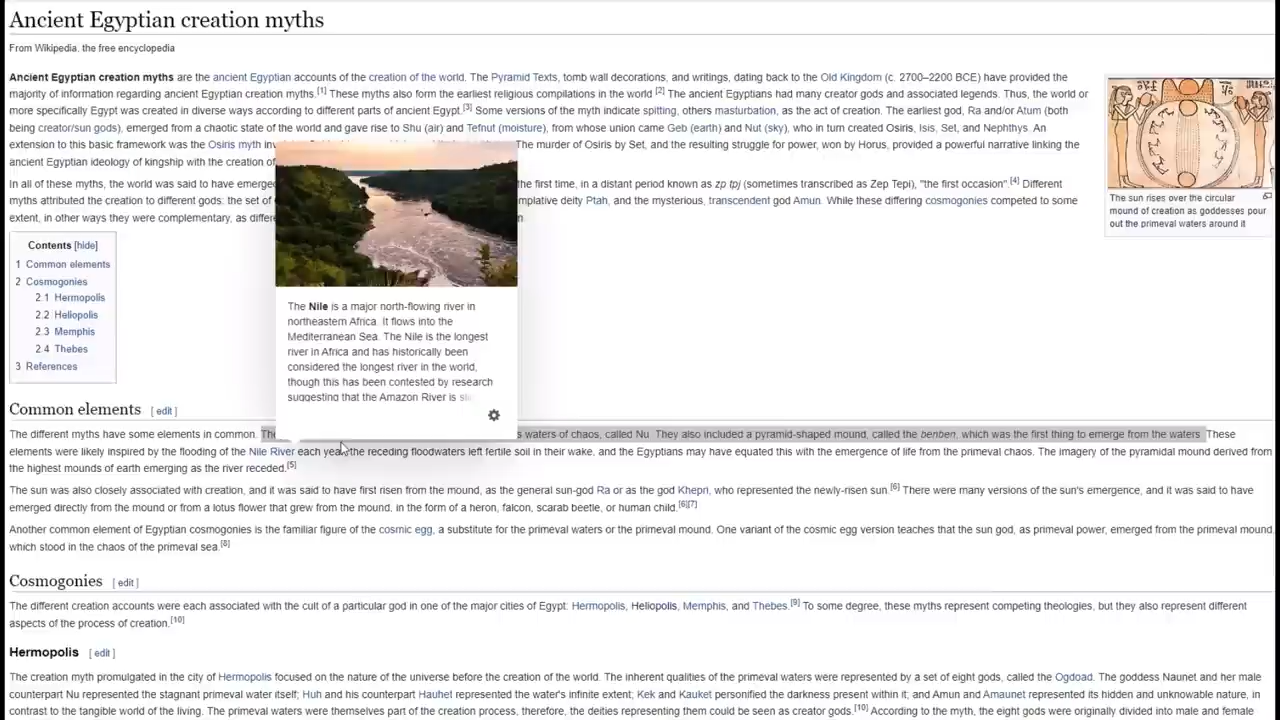 Ancient Egyptian creation myths
From Wikipedia, the free encyclopedia
Ancient Egyptian creation myths are the ancient Egyptian accounts of the creation of the world. The Pyramid Texts, tomb wall decorations, and writings, dating back to the Old Kingdom (c. 2700–2200 BCE) have provided the
majority of information regarding ancient Egyptian creation myths.[1] These myths also form the earliest religious compilations in the world.[2] The ancient Egyptians had many creator gods and associated legends. Thus, the world or
more specifically Egypt was created in diverse ways according to different parts of ancient Egypt.[3] Some versions of the myth indicate spitting, others masturbation, as the act of creation. The earliest god, Ra and/or Atum (both
being creator/sun gods), emerged from a chaotic state of the world and gave rise to Shu (air) and Tefnut (moisture), from whose union came Geb (earth) and Nut (sky), who in turn created Osiris, Isis, Set, and Nephthys. An
extension to this basic framework was the Osiris myth The murder of Osiris by Set, and the resulting struggle for power, won by Horus, provided a powerful narrative linking the
ancient Egyptian ideology of kingship with the creation of
In all of these myths, the world was said to have emerged the first time, in a distant period known as zp tpj (sometimes transcribed as Zep Tepi), "the first occasion".[4] Different
myths attributed the creation to different gods: the set of deity Ptah, and the mysterious, transcendent god Amun. While these differing cosmogonies competed to some
extent, in other ways they were complementary, as
The sun rises over the circular
mound of creation as goddesses pour
out the primeval waters around it
Contents [hide]
1 Common elements
2 Cosmogonies
2.1 Hermopolis
2.2 Heliopolis
2.3 Memphis
2.4 Thebes
3 References
The Nile is a major north-flowing river in
northeastern Africa. It flows into the
Mediterranean Sea. The Nile is the longest
river in Africa and has historically been
considered the longest river in the world,
though this has been contested by research
suggesting that the Amazon River is
Common elements [ edit ]
The different myths have some elements in common. waters of chaos, called Nu. They also included a pyramid-shaped mound, called the benben, which was the first thing to emerge from the waters. These
elements were likely inspired by the flooding of the Nile River each year; the receding floodwaters left fertile soil in their wake, and the Egyptians may have equated this with the emergence of life from the primeval chaos. The imagery of the pyramidal mound derived from
the highest mounds of earth emerging as the river receded.[5]
The sun was also closely associated with creation, and it was said to have first risen from the mound, as the general sun-god Ra or as the god Khepri, who represented the newly-risen sun.[6] There were many versions of the sun's emergence, and it was said to have
emerged directly from the mound or from a lotus flower that grew from the mound, in the form of a heron, falcon, scarab beetle, or human child.[6][7]
Another common element of Egyptian cosmogonies is the familiar figure of the cosmic egg, a substitute for the primeval waters or the primeval mound. One variant of the cosmic egg version teaches that the sun god, as primeval power, emerged from the primeval mound,
which stood in the chaos of the primeval sea.[8]
Cosmogonies [ edit ]
The different creation accounts were each associated with the cult of a particular god in one of the major cities of Egypt: Hermopolis, Heliopolis, Memphis, and Thebes.[9] To some degree, these myths represent competing theologies, but they also represent different
aspects of the process of creation.[10]
Hermopolis [ edit ]
The creation myth promulgated in the city of Hermopolis focused on the nature of the universe before the creation of the world. The inherent qualities of the primeval waters were represented by a set of eight gods, called the Ogdoad. The goddess Naunet and her male
counterpart Nu represented the stagnant primeval water itself; Huh and his counterpart Hauhet represented the water's infinite extent; Kek and Kauket personified the darkness present within it; and Amun and Amaunet represented its hidden and unknowable nature, in
contrast to the tangible world of the living. The primeval waters were themselves part of the creation process, therefore, the deities representing them could be seen as creator gods.[10] According to the myth, the eight gods were originally divided into male and female